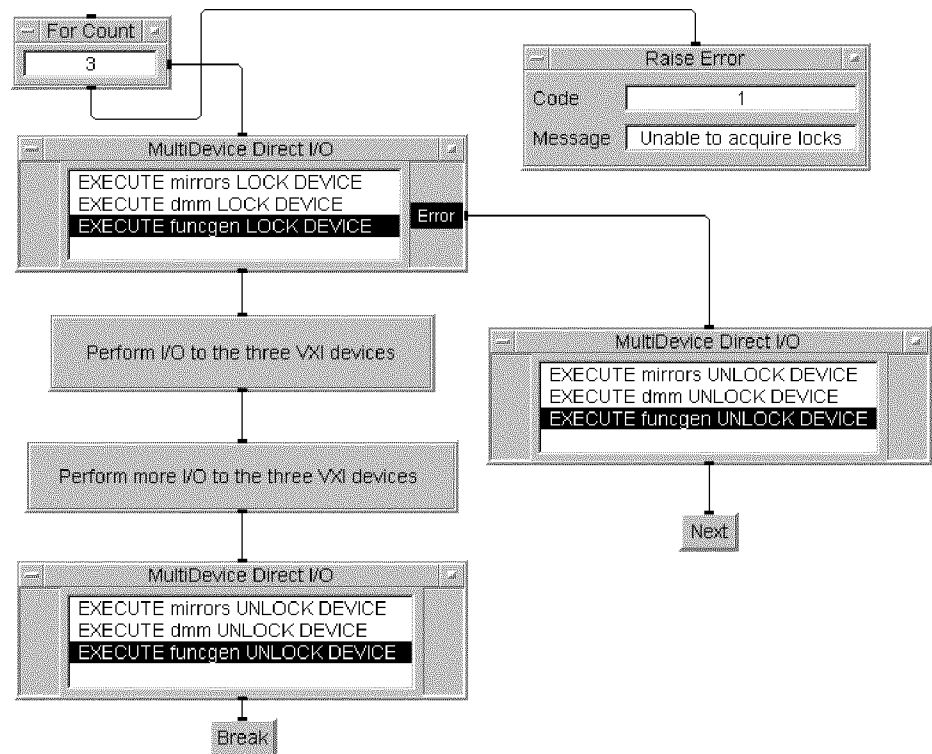 For Count
3
Raise Error
Code 1
Message Unable to acquire locks
MultiDevice Direct I/O
EXECUTE mirrors LOCK DEVICE
EXECUTE dmm LOCK DEVICE
EXECUTE funcgen LOCK DEVICE
Error
Perform I/O to the three VXI devices
Perform more I/O to the three VXI devices
MultiDevice Direct I/O
EXECUTE mirrors UNLOCK DEVICE
EXECUTE dmm UNLOCK DEVICE
EXECUTE funcgen UNLOCK DEVICE
Break
MultiDevice Direct I/O
EXECUTE mirrors UNLOCK DEVICE
EXECUTE dmm UNLOCK DEVICE
EXECUTE funcgen UNLOCK DEVICE
Next